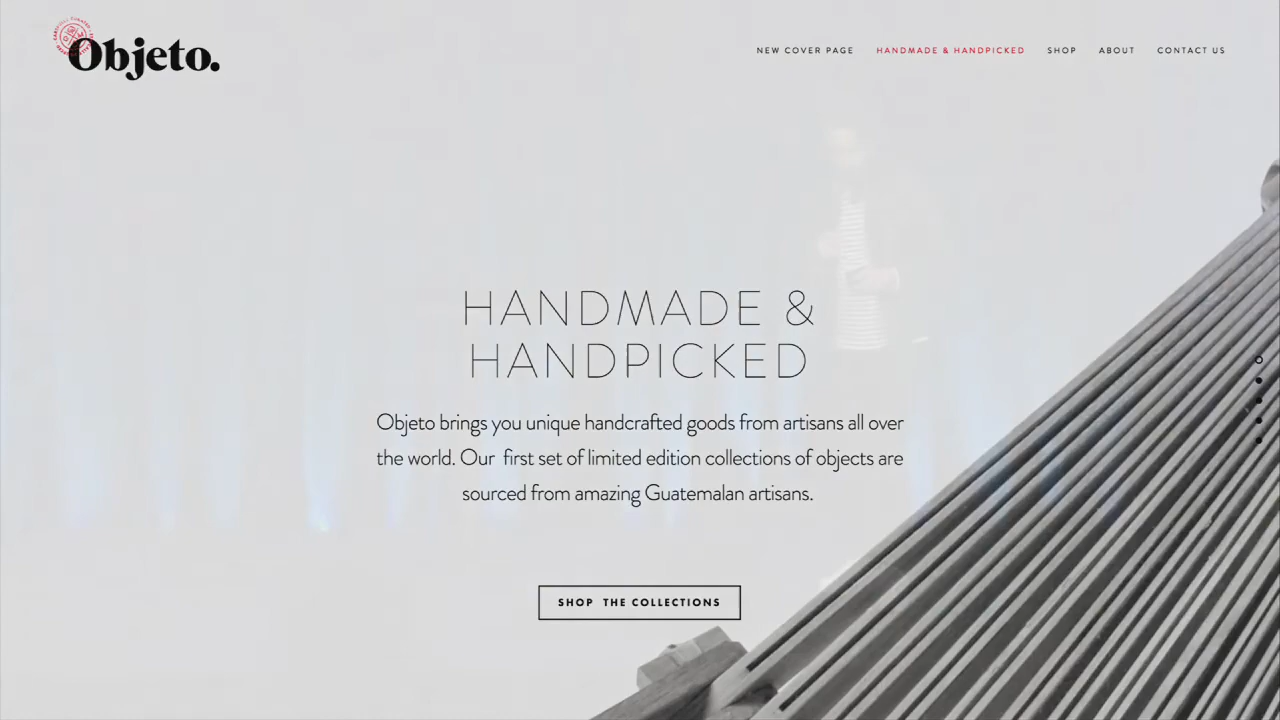 Objeto.
NEW COVER PAGE HANDMADE & HANDPICKED SHOP ABOUT CONTACT US
HANDMADE &
HANDPICKED
Objeto brings you unique handcrafted goods from artisans all over
the world. Our first set of limited edition collections of objects are
sourced from amazing Guatemalan artisans.
SHOP THE COLLECTIONS